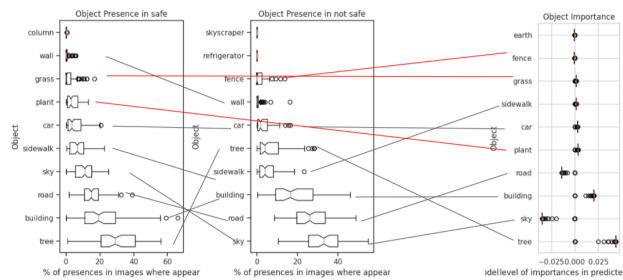 Object Presence in safe
column
wall
grass
plant
car
sidewalk
sky
road
building
tree
Object
0
20
40
60
% of presences in images where appear
Object Presence in not safe
skyscraper
refrigerator
fence
wall
car
tree
sidewalk
building
road
sky
Object
0
20
40
% of presences in images where appear
Object Importance
earth
fence
grass
sidewalk
car
plant
road
building
sky
tree
Object
−0.025
0.000
0.025
dellevel of importances in predicte